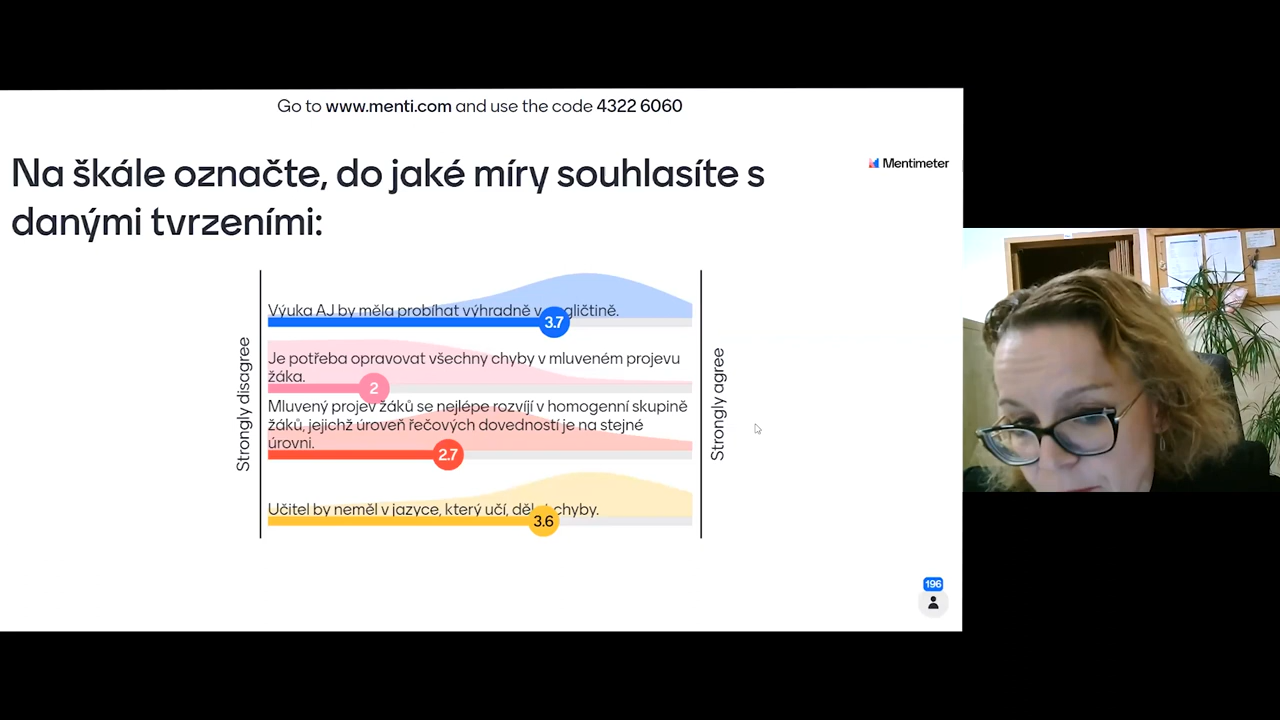 Go to www.menti.com and use the code 4322 6060
Na škále označte, do jaké míry souhlasíte s
danými tvrzeními:
Mentimeter
Strongly disagree
Výuka AJ by měla probíhat výhradně v gličtině.
3.7
Je potřeba opravovat všechny chyby v mluveném projevu
žáka.
2
Mluvený projev žáků se nejlépe rozvíjí v homogenní skupině
žáků, jejichž úroveň řečových dovedností je na stejné
úrovni.
2.7
Učitel by neměl v jazyce, který učí, děl chyby.
3.6
Strongly agree
196